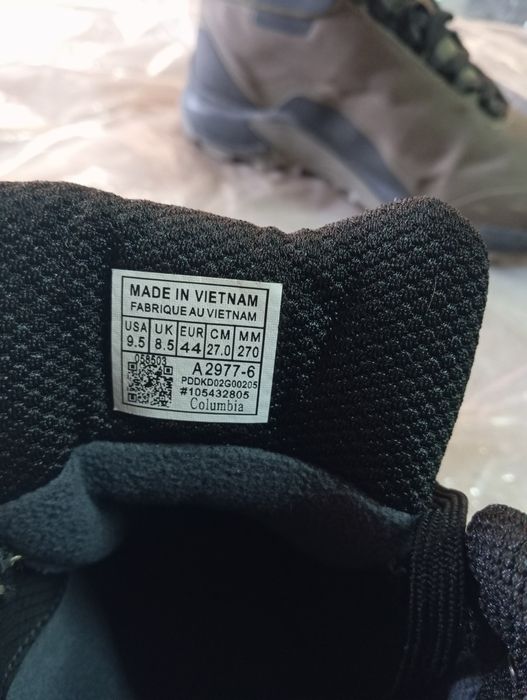 MADE IN VIETNAM
FABRIQUE AU VIETNAM
USA UK EUR CM MM
9.5 8.5 44 27.0 270
058503
A2977-6
PDDKD02G00205
#105432805
Columbia